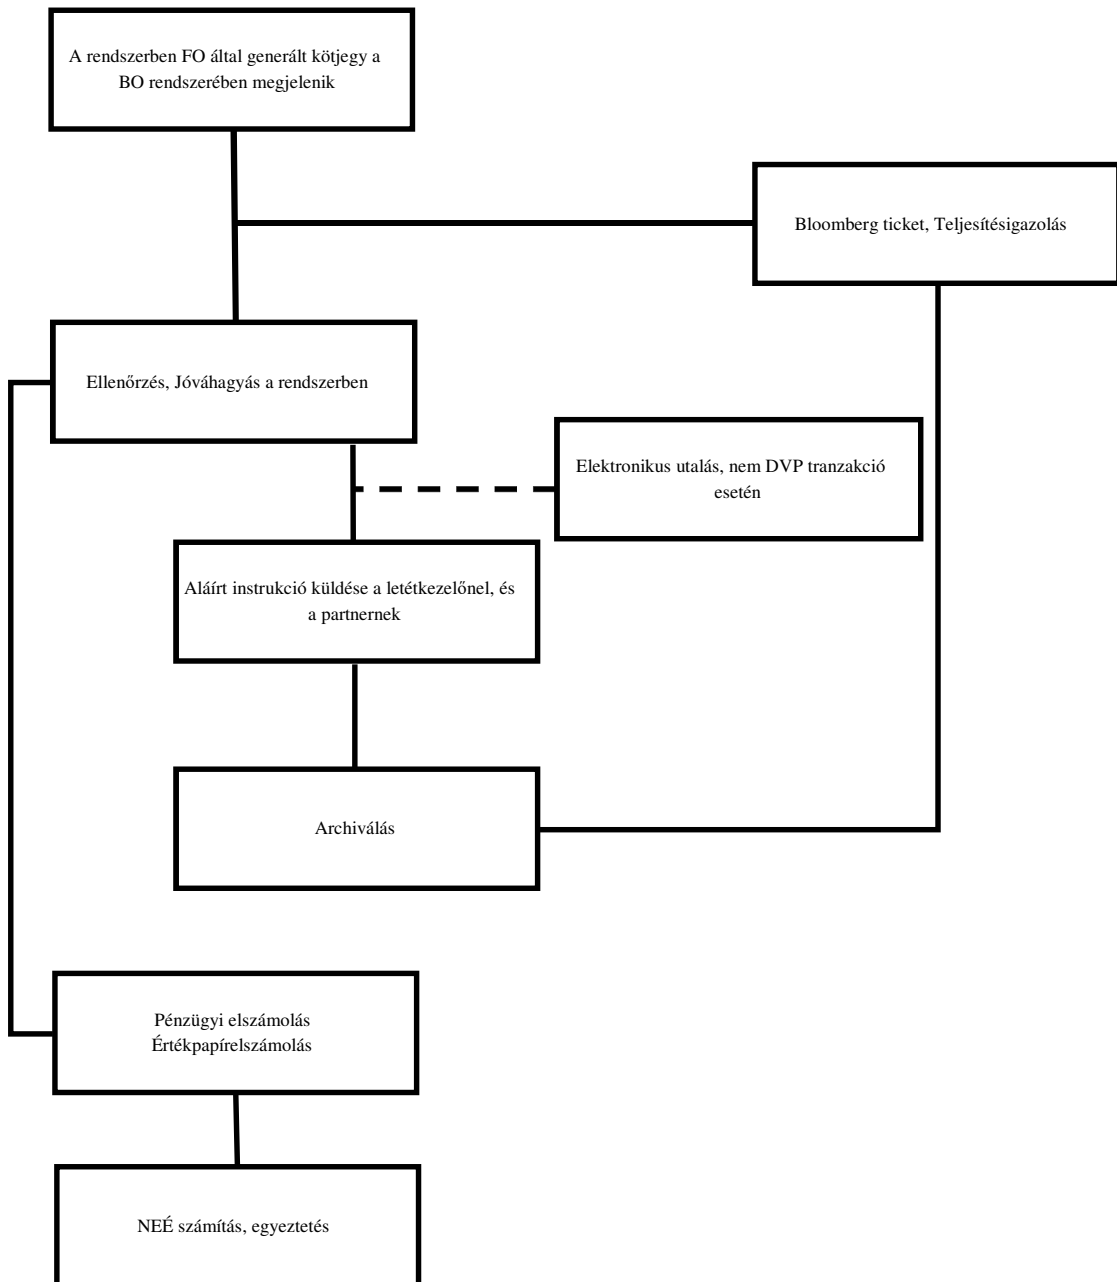 A rendszerben FO által generált kötjegy a
BO rendszerében megjelenik
Bloomberg ticket, Teljesítésigazolás
Ellenőrzés, Jóváhagyás a rendszerben
Elektronikus utalás, nem DVP tranzakció
esetén
Aláírt instrukció küldése a letétkezelőnel, és
a partnernek
Archiválás
Pénzügyi elszámolás
Értékpapírelszámolás
NEÉ számítás, egyeztetés